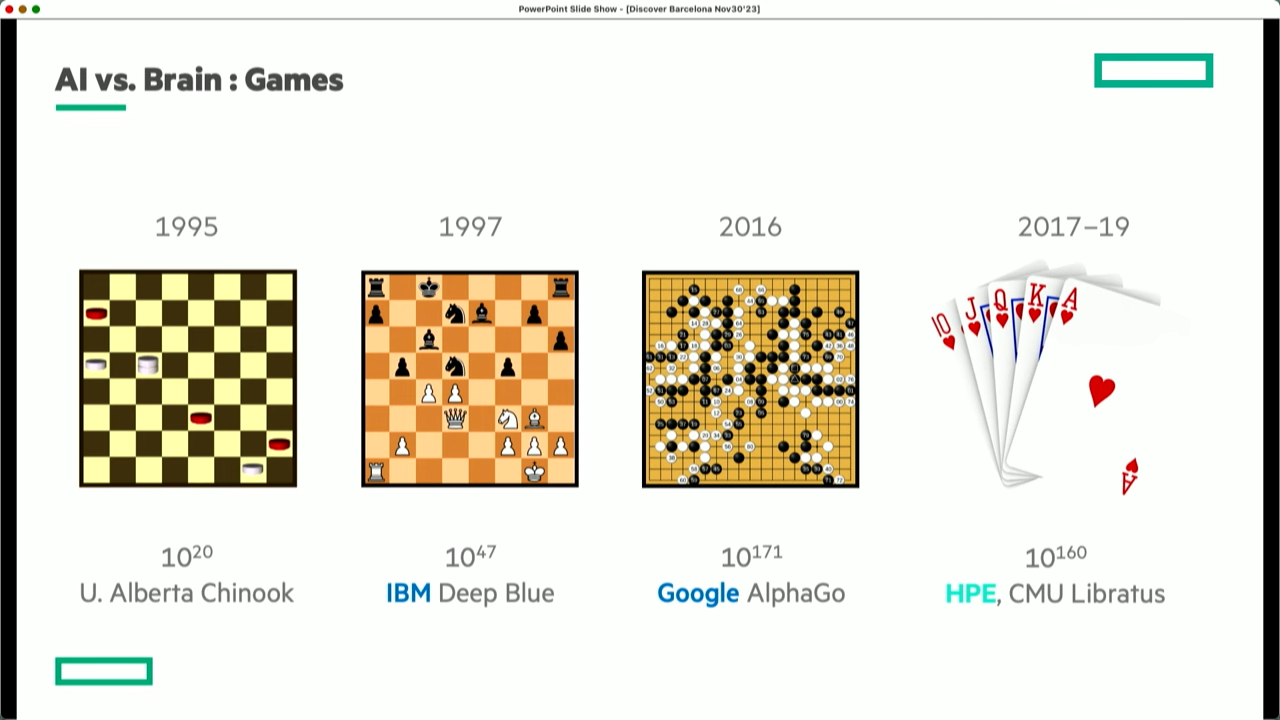 PowerPoint Slide Show - [Discover Barcelona Nov30'23]
AI vs. Brain : Games
1995
1997
2016
2017–19
10
J
Q
K
A
A
10²⁰
10⁴⁷
10¹⁷¹
10¹⁶⁰
U. Alberta Chinook
IBM Deep Blue
Google AlphaGo
HPE, CMU Libratus